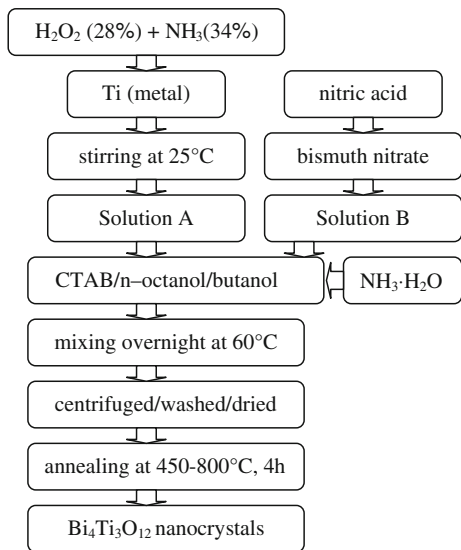 H₂O₂ (28%) + NH₃(34%)
Ti (metal)
nitric acid
stirring at 25°C
bismuth nitrate
Solution A
Solution B
CTAB/n–octanol/butanol
NH₃·H₂O
mixing overnight at 60°C
centrifuged/washed/dried
annealing at 450-800°C, 4h
Bi₄Ti₃O₁₂ nanocrystals